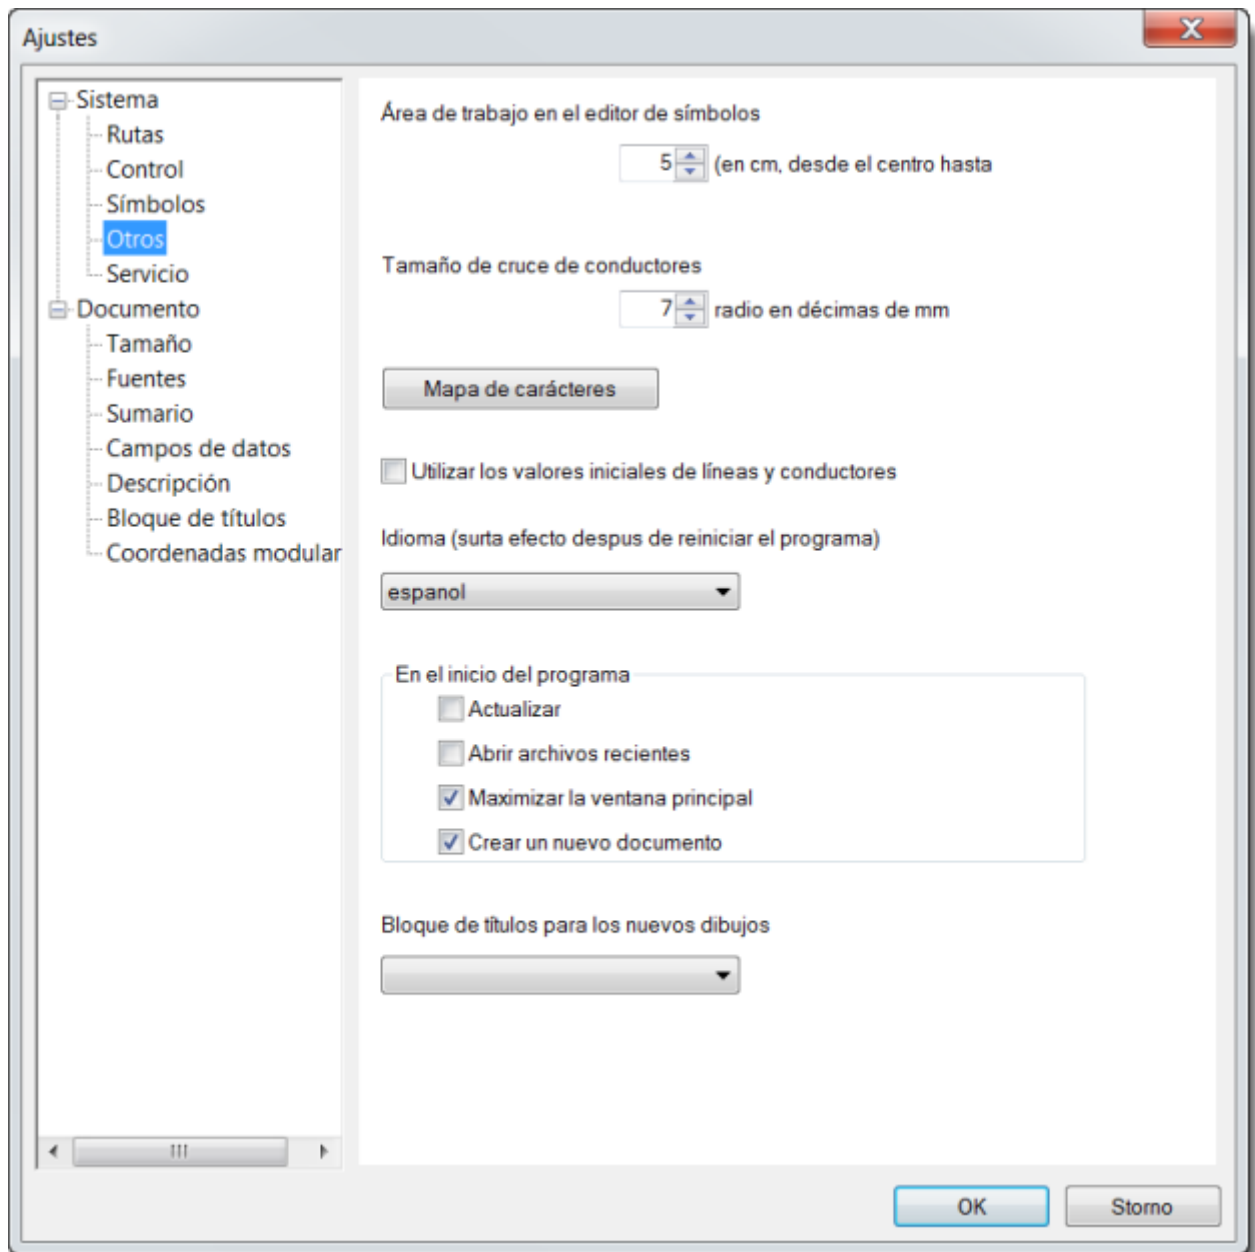 Ajustes
Sistema
Rutas
Control
Símbolos
Otros
Servicio
Documento
Tamaño
Fuentes
Sumario
Campos de datos
Descripción
Bloque de títulos
Coordenadas modular
Área de trabajo en el editor de símbolos
5 (en cm, desde el centro hasta
Tamaño de cruce de conductores
7 radio en décimas de mm
Mapa de carácteres
Utilizar los valores iniciales de líneas y conductores
Idioma (surta efecto despus de reiniciar el programa)
espanol
En el inicio del programa
Actualizar
Abrir archivos recientes
Maximizar la ventana principal
Crear un nuevo documento
Bloque de títulos para los nuevos dibujos
OK
Storno